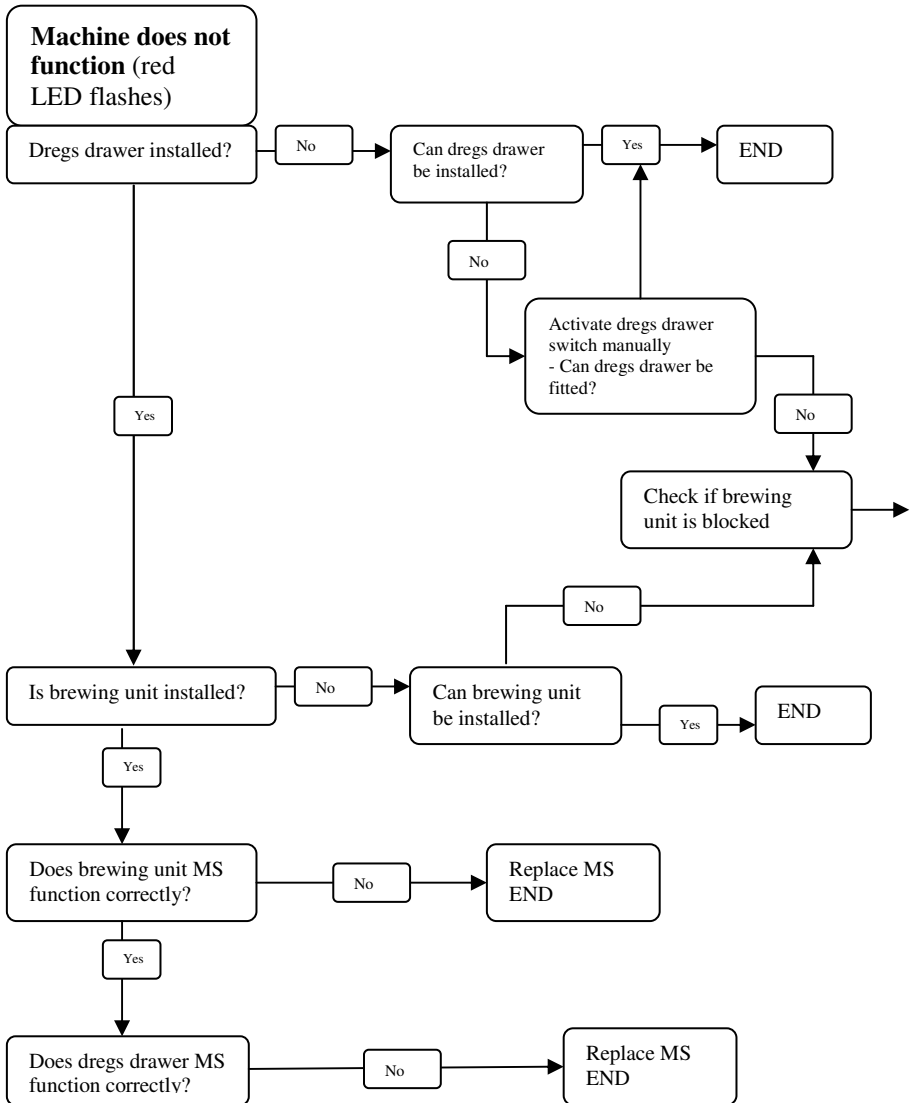 Machine does not
function (red
LED flashes)
Dregs drawer installed?
No
Can dregs drawer
be installed?
Yes
END
No
Activate dregs drawer
switch manually
- Can dregs drawer be
fitted?
Yes
No
Check if brewing
unit is blocked
No
Is brewing unit installed?
No
Can brewing unit
be installed?
Yes
END
Yes
Does brewing unit MS
function correctly?
No
Replace MS
END
Yes
Does dregs drawer MS
function correctly?
No
Replace MS
END